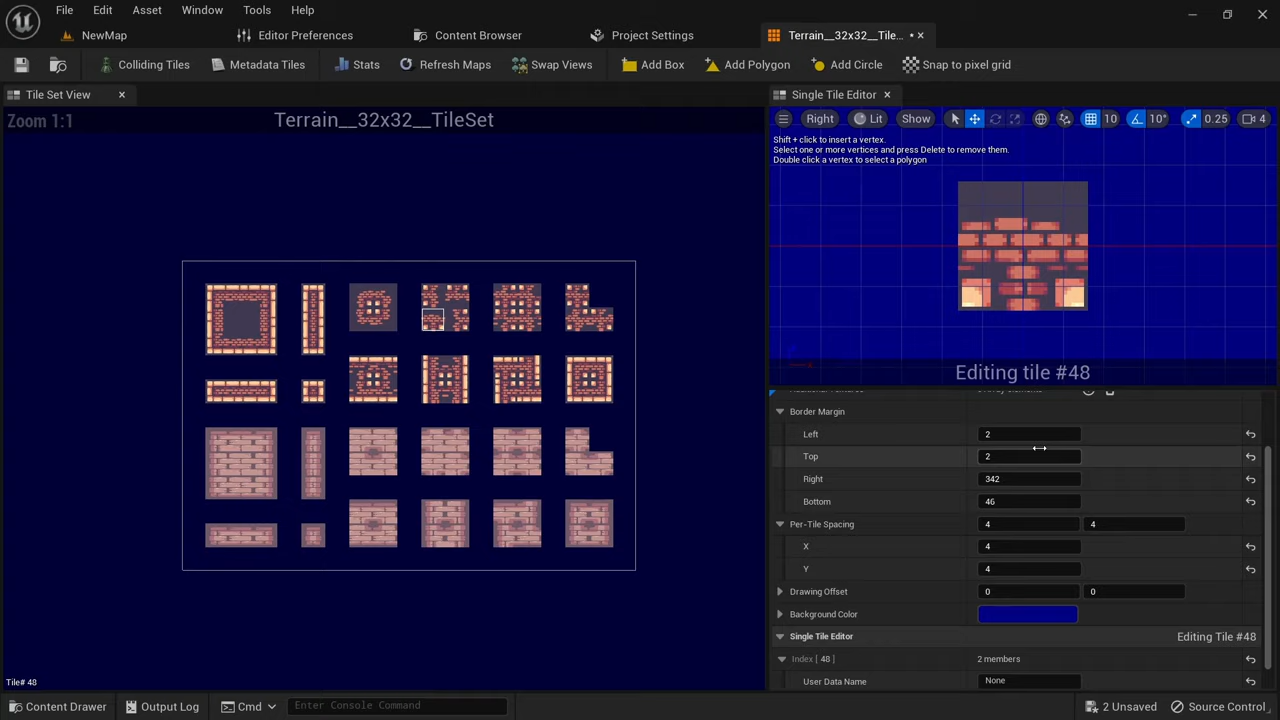 File Edit Asset Window Tools Help
NewMap Editor Preferences Content Browser Project Settings Terrain__32x32__Tile... •
Colliding Tiles Metadata Tiles Stats Refresh Maps Swap Views Add Box Add Polygon Add Circle Snap to pixel grid
Tile Set View
Zoom 1:1
Terrain__32x32__TileSet
Tile# 48
Single Tile Editor
Right Lit Show 10 10° 0.25 4
Shift + click to insert a vertex.
Select one or more vertices and press Delete to remove them.
Double click a vertex to select a polygon
Editing tile #48
Border Margin
Left 2
Top 2
Right 342
Bottom 46
Per-Tile Spacing 4 4
X 4
Y 4
Drawing Offset 0 0
Background Color
Single Tile Editor Editing Tile #48
Index [ 48 ] 2 members
User Data Name None
Content Drawer Output Log Cmd Enter Console Command 2 Unsaved Source Control